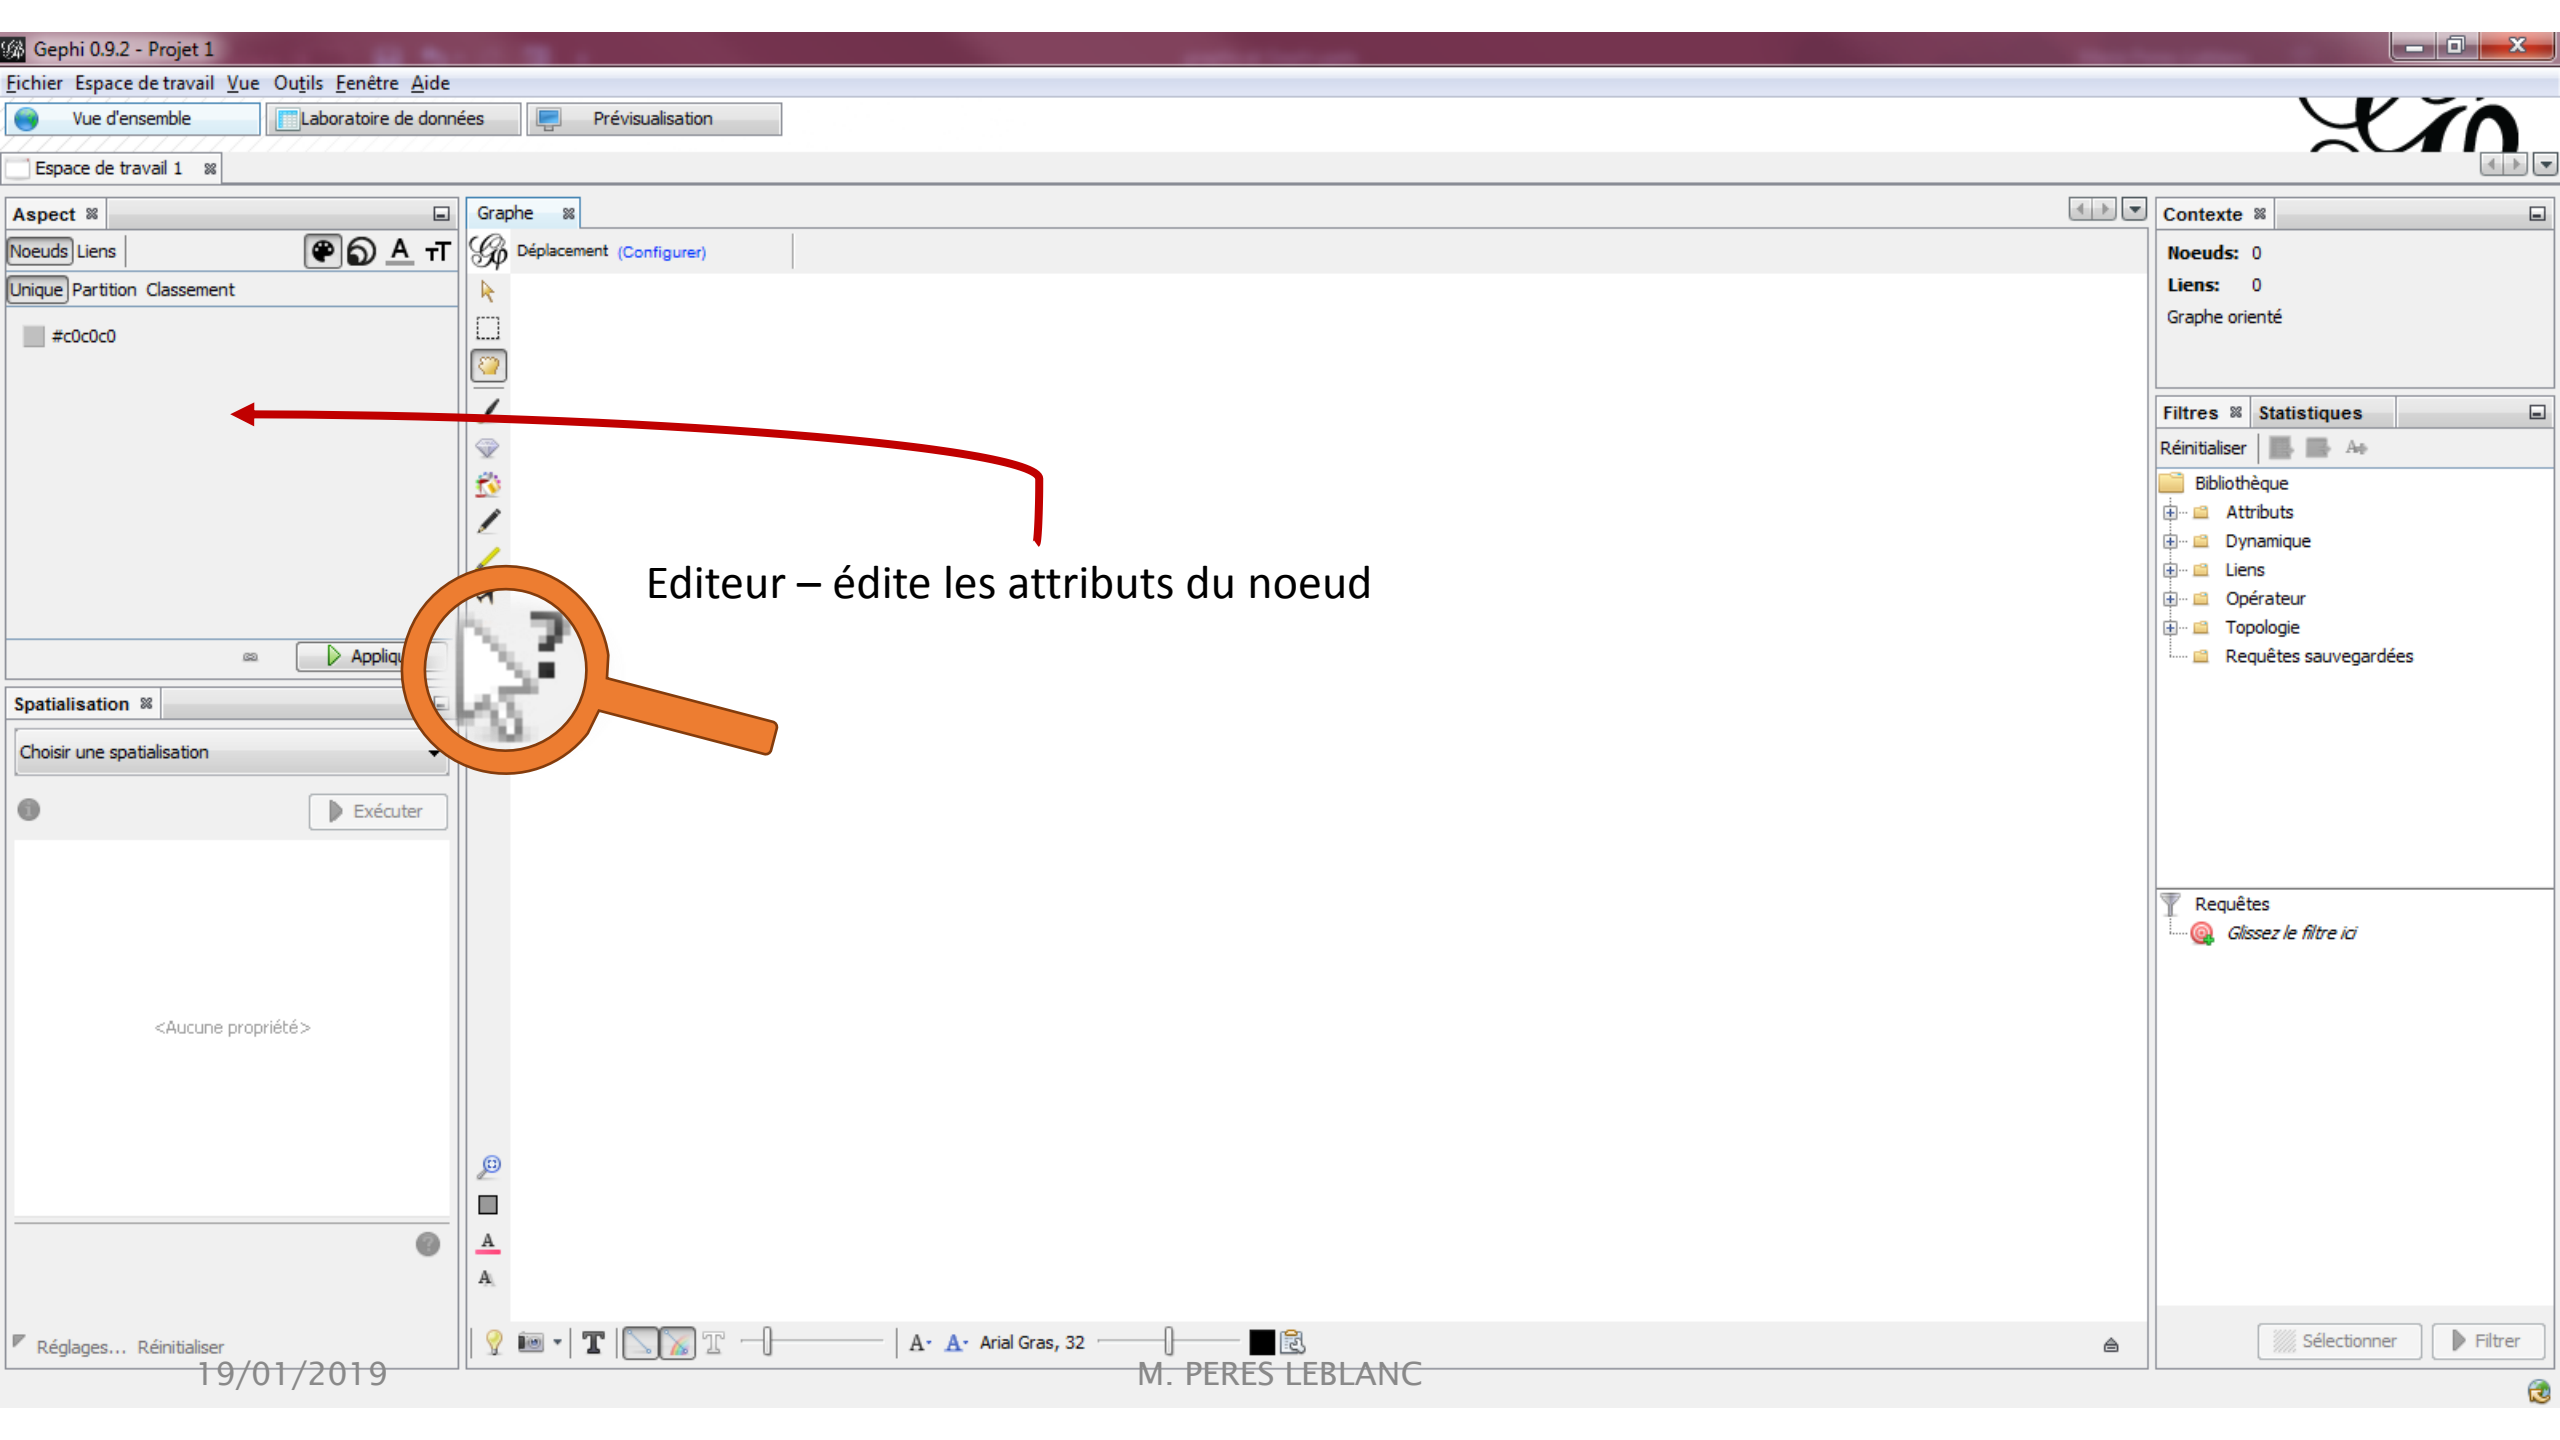 Gephi 0.9.2 - Projet 1
Fichier Espace de travail Vue Outils Fenêtre Aide
Vue d'ensemble Laboratoire de données Prévisualisation
Espace de travail 1
Aspect
Noeuds Liens
Unique Partition Classement
#c0c0c0
Appliqu
Spatialisation
Choisir une spatialisation
Exécuter
<Aucune propriété>
Réglages... Réinitialiser
Graphe
Déplacement (Configurer)
Editeur – édite les attributs du noeud
?
Arial Gras, 32
Contexte
Noeuds: 0
Liens: 0
Graphe orienté
Filtres Statistiques
Réinitialiser
Bibliothèque
Attributs
Dynamique
Liens
Opérateur
Topologie
Requêtes sauvegardées
Requêtes
Glissez le filtre ici
Sélectionner Filtrer
19/01/2019
M. PERES LEBLANC